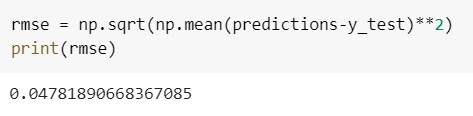 rmse = np.sqrt(np.mean(predictions-y_test)**2)
print(rmse)
0.04781890668367085